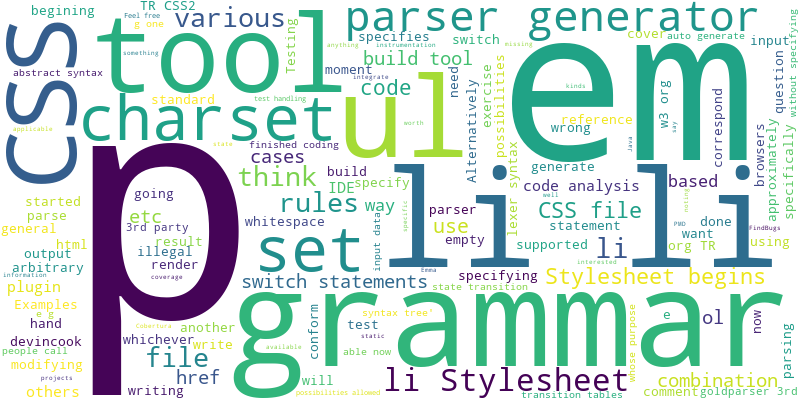 TR CSS2
Feel free
begining
g one
various
parser generator
something
anything
instrumentation
missing
CSS
abstract syntax
tool
Testing
specifies
switch
cover
auto generate
input
moment
integrate
build tool
need
code
em
standard
test handling
exercise
kinds
possibilities
w3 org
question
without specifying
applicable
charset
ul
Alternatively
reference
wrong
say
correspond
browsers
approximately
specifically
state
worth
finished coding
cases
lexer syntax
generate
Java
going
think
build
IDE
specify
code analysis
based
p
li li
started
parse
etc
3rd party
rules
way
parser
use
CSS file
well
noting
PMD
done
FindBugs
general
html
whitespace
set
input data
specific
empty
statement
want
using
output
result
illegal
supported
li
org TR
arbitrary
render
Emma
interested
information
coverage
specifying
Stylesheet begins
plugin
switch statements
state transition
Examples
another
grammar
syntax tree'
e g
whichever
Cobertura
write
conform
test
static
available
able now
e
ol
now
parsing
hand
devincook
people call
file
will
whose purpose
modifying
href
li Stylesheet
combination
others
projects
writing
possibilities allowed
transition tables
comment
goldparser 3rd